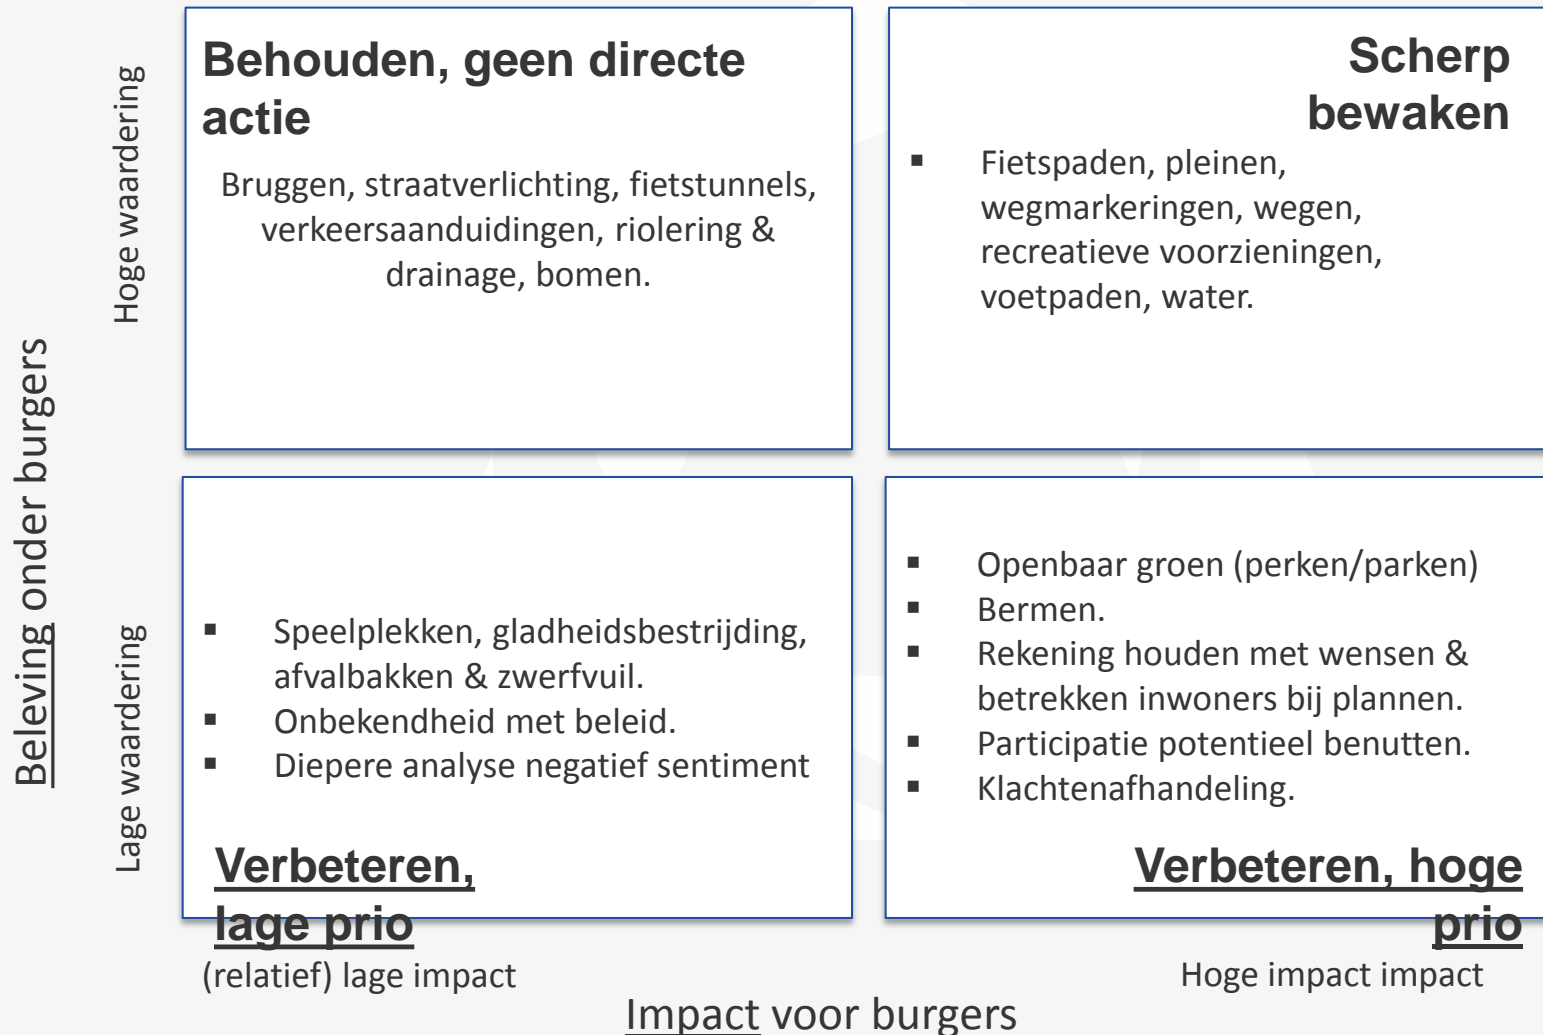 Beleving onder burgers
Hoge waardering
Behouden, geen directe
actie
Bruggen, straatverlichting, fietstunnels,
verkeersaanduidingen, riolering &
drainage, bomen.
Scherp
bewaken
▪ Fietspaden, pleinen,
wegmarkeringen, wegen,
recreatieve voorzieningen,
voetpaden, water.
Lage waardering
▪ Speelplekken, gladheidsbestrijding,
afvalbakken & zwerfvuil.
▪ Onbekendheid met beleid.
▪ Diepere analyse negatief sentiment
Verbeteren,
lage prio
▪ Openbaar groen (perken/parken)
▪ Bermen.
▪ Rekening houden met wensen &
betrekken inwoners bij plannen.
▪ Participatie potentieel benutten.
▪ Klachtenafhandeling.
Verbeteren, hoge
prio
(relatief) lage impact
Hoge impact impact
Impact voor burgers